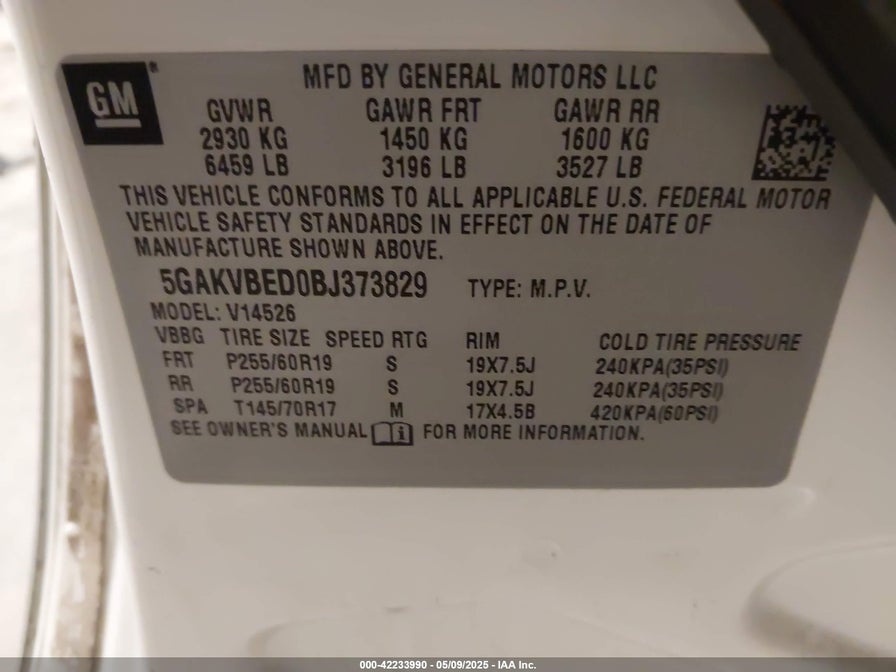 GM ®
MFD BY GENERAL MOTORS LLC
GVWR GAWR FRT GAWR RR
2930 KG 1450 KG 1600 KG
6459 LB 3196 LB 3527 LB
THIS VEHICLE CONFORMS TO ALL APPLICABLE U.S. FEDERAL MOTOR
VEHICLE SAFETY STANDARDS IN EFFECT ON THE DATE OF
MANUFACTURE SHOWN ABOVE.
5GAKVBED0BJ373829 TYPE: M.P.V.
MODEL: V14526
VBBG TIRE SIZE SPEED RTG RIM COLD TIRE PRESSURE
FRT P255/60R19 S 19X7.5J 240KPA(35PSI)
RR P255/60R19 S 19X7.5J 240KPA(35PSI)
SPA T145/70R17 M 17X4.5B 420KPA(60PSI)
SEE OWNER'S MANUAL i FOR MORE INFORMATION.
000-42233990 - 05/09/2025 - IAA Inc.